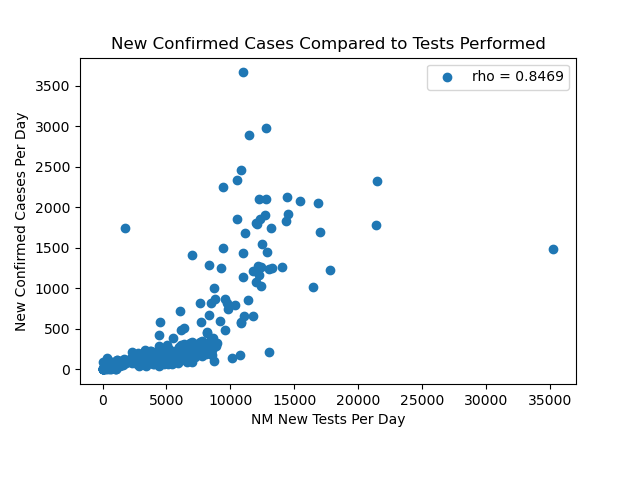 New Confirmed Cases Compared to Tests Performed
rho = 0.8469
New Confirmed Caeses Per Day
3500
3000
2500
2000
1500
1000
500
0
0 5000 10000 15000 20000 25000 30000 35000
NM New Tests Per Day